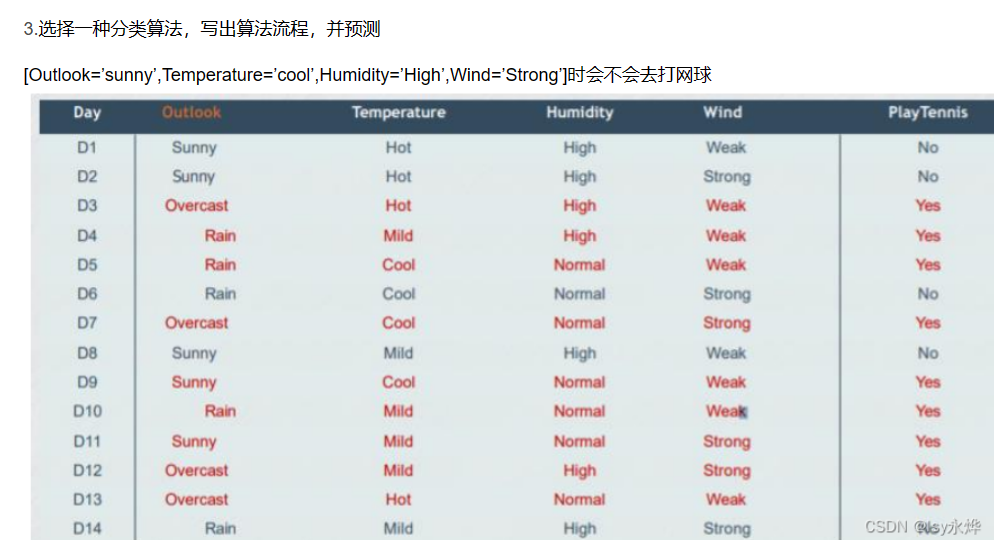 3.选择一种分类算法，写出算法流程，并预测
[Outlook=’sunny’,Temperature=’cool’,Humidity=’High’,Wind=’Strong’]时会不会去打网球
Day Outlook Temperature Humidity Wind PlayTennis
D1 Sunny Hot High Weak No
D2 Sunny Hot High Strong No
D3 Overcast Hot High Weak Yes
D4 Rain Mild High Weak Yes
D5 Rain Cool Normal Weak Yes
D6 Rain Cool Normal Strong No
D7 Overcast Cool Normal Strong Yes
D8 Sunny Mild High Weak No
D9 Sunny Cool Normal Weak Yes
D10 Rain Mild Normal Weak Yes
D11 Sunny Mild Normal Strong Yes
D12 Overcast Mild High Strong Yes
D13 Overcast Hot Normal Weak Yes
D14 Rain Mild High Strong
CSDN